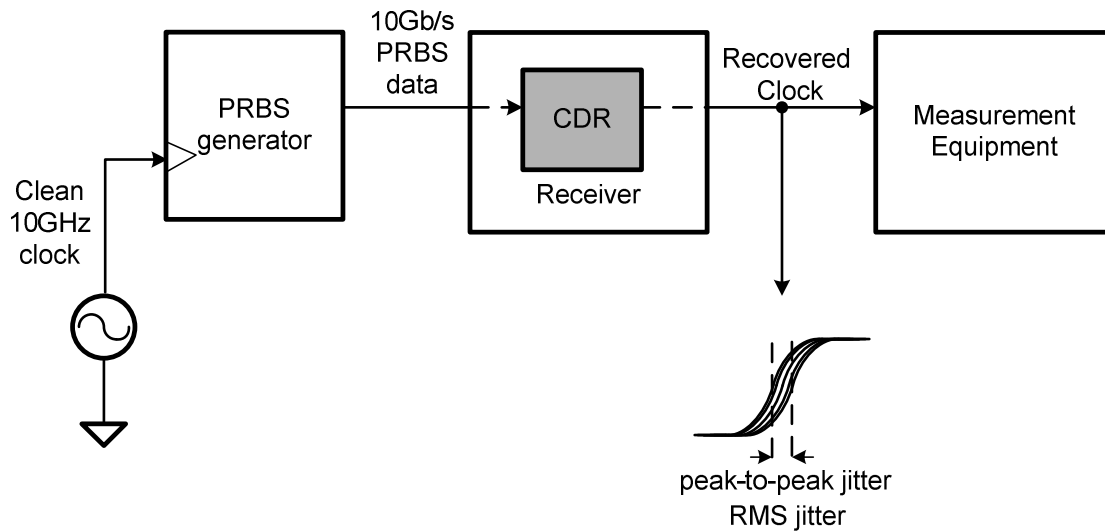 Clean
10GHz
clock
PRBS
generator
10Gb/s
PRBS
data
CDR
Receiver
Recovered
Clock
Measurement
Equipment
peak-to-peak jitter
RMS jitter